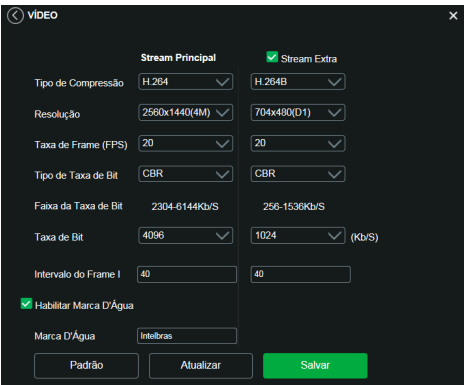 VÍDEO
Stream Principal Stream Extra
Tipo de Compressão H.264 H.264B
Resolução 2560x1440(4M) 704x480(D1)
Taxa de Frame (FPS) 20 20
Tipo de Taxa de Bit CBR CBR
Faixa da Taxa de Bit 2304-6144Kb/S 256-1536Kb/S
Taxa de Bit 4096 1024 (Kb/S)
Intervalo do Frame I 40 40
Habilitar Marca D'Água
Marca D'Água Intelbras
Padrão Atualizar Salvar